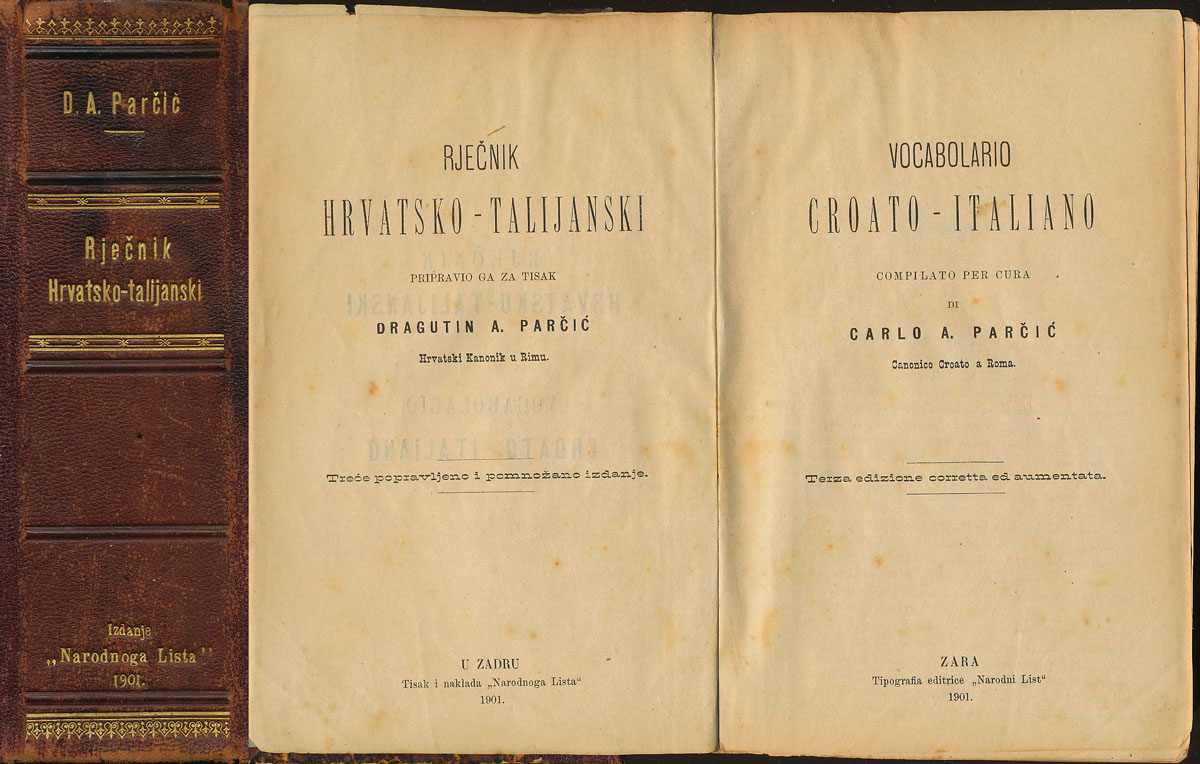 D. A. Parčić
Rječnik
Hrvatsko-talijanski
Izdanje
„Narodnoga Lista”
1901.
RJEČNIK
HRVATSKO-TALIJANSKI
PRIPRAVIO GA ZA TISAK
DRAGUTIN A. PARČIĆ
Hrvatski Kanonik u Rimu.
Treće popravljeno i pomnožano izdanje.
U ZADRU
Tisak i naklada „Narodnoga Lista“
1901.
VOCABOLARIO
CROATO-ITALIANO
COMPILATO PER CURA
DI
CARLO A. PARČIĆ
Canonico Croato a Roma.
Terza edizione corretta ed aumentata.
ZARA
Tipografia editrice „Narodni List“
1901.